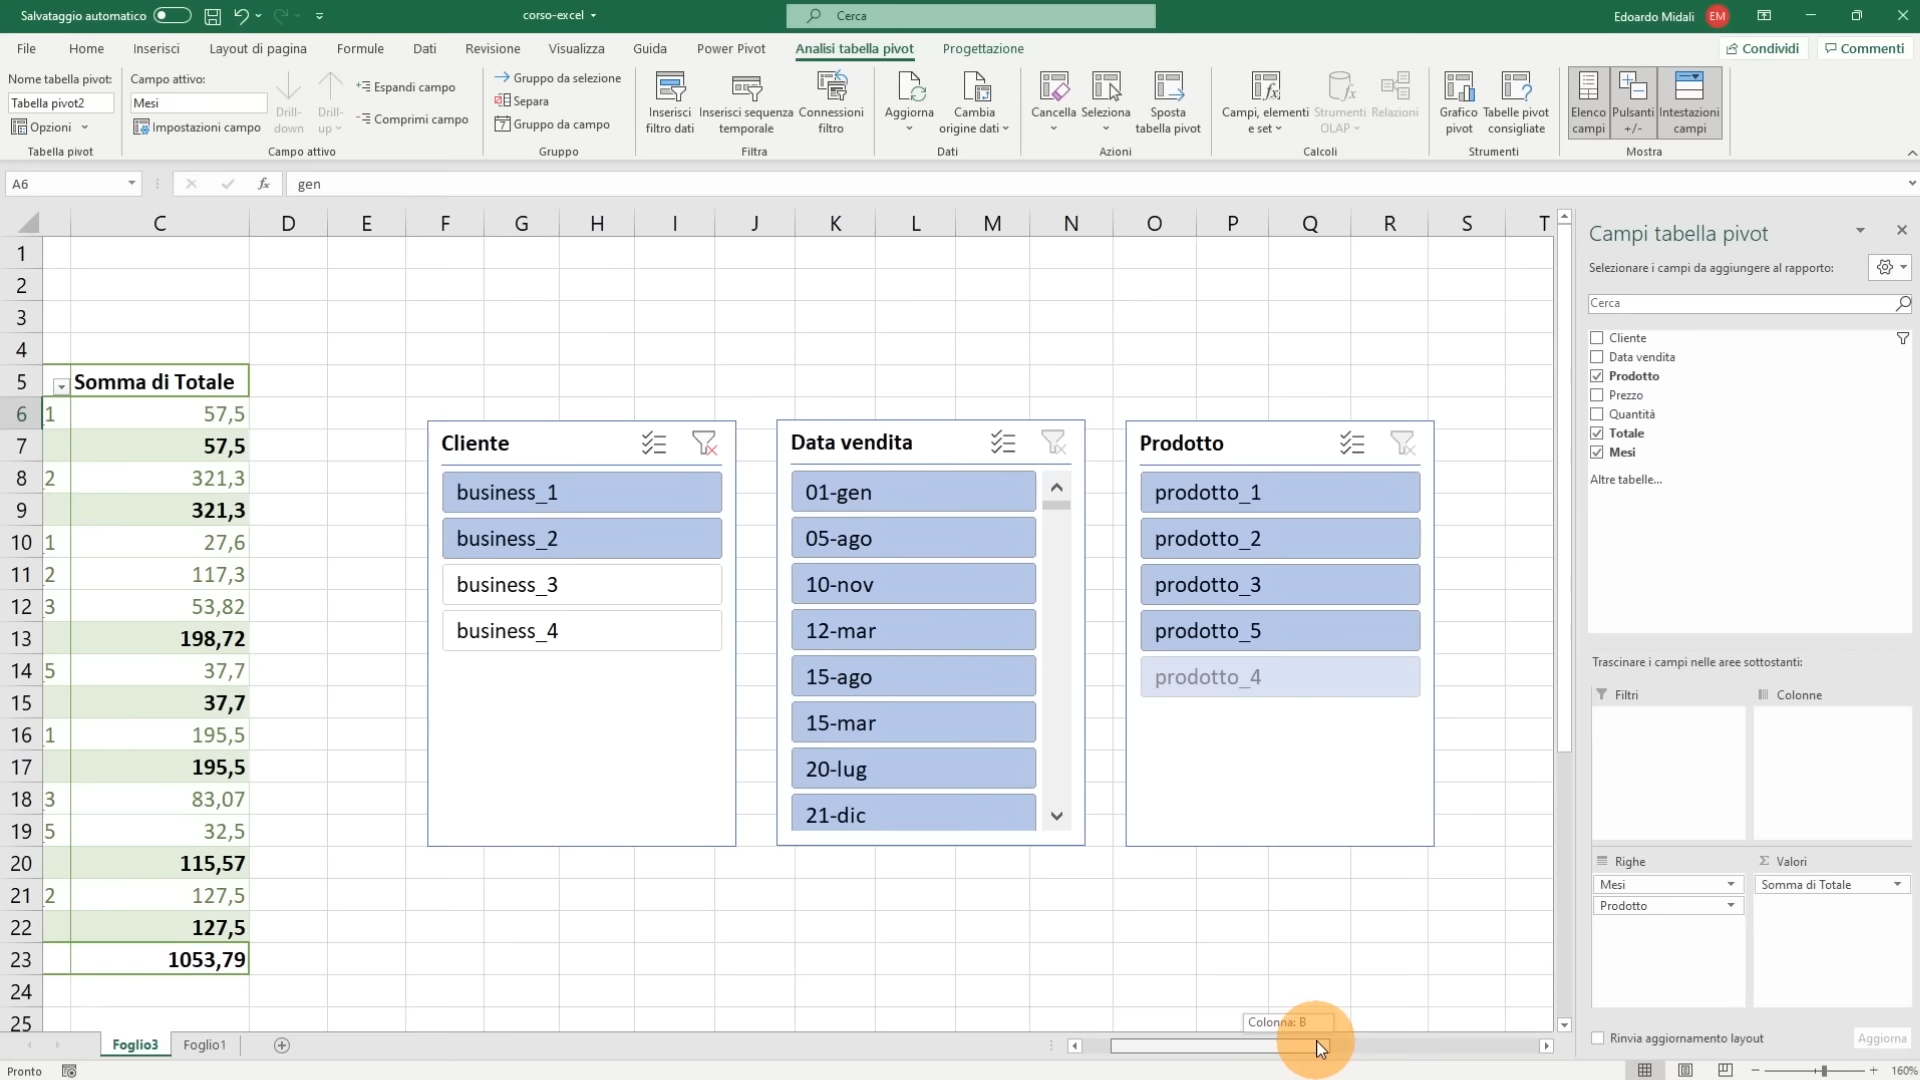 Salvataggio automatico
corso-excel
Cerca
Edoardo Midali
EM
File
Home
Inserisci
Layout di pagina
Formule
Dati
Revisione
Visualizza
Guida
Power Pivot
Analisi tabella pivot
Progettazione
Condividi
Commenti
Nome tabella pivot:
Tabella pivot2
Opzioni
Tabella pivot
Campo attivo:
Mesi
Impostazioni campo
Drill-
down
Drill-
up
Espandi campo
Comprimi campo
Campo attivo
Gruppo da selezione
Separa
Gruppo da campo
Gruppo
Inserisci
filtro dati
Inserisci sequenza
temporale
Connessioni
filtro
Filtra
Aggiorna
Cambia
origine dati
Dati
Cancella
Seleziona
Sposta
tabella pivot
Azioni
Campi, elementi
e set
Strumenti
OLAP
Relazioni
Calcoli
Grafico
pivot
Tabelle pivot
consigliate
Strumenti
Elenco
campi
Pulsanti
+/-
Intestazioni
campi
Mostra
A6
fx
gen
C D E F G H I J K L M N O P Q R S T
1
2
3
4
5 Somma di Totale
6 1 57,5
7 57,5
8 2 321,3
9 321,3
10 1 27,6
11 2 117,3
12 3 53,82
13 198,72
14 5 37,7
15 37,7
16 1 195,5
17 195,5
18 3 83,07
19 5 32,5
20 115,57
21 2 127,5
22 127,5
23 1053,79
24
25
Cliente
business_1
business_2
business_3
business_4
Data vendita
01-gen
05-ago
10-nov
12-mar
15-ago
15-mar
20-lug
21-dic
Prodotto
prodotto_1
prodotto_2
prodotto_3
prodotto_5
prodotto_4
Campi tabella pivot
Selezionare i campi da aggiungere al rapporto:
Cerca
Cliente
Data vendita
Prodotto
Prezzo
Quantità
Totale
Mesi
Altre tabelle...
Trascinare i campi nelle aree sottostanti:
Filtri
Colonne
Righe
Mesi
Prodotto
Σ Valori
Somma di Totale
Rinvia aggiornamento layout
Aggiorna
Colonna: B
Foglio3
Foglio1
Pronto
160%